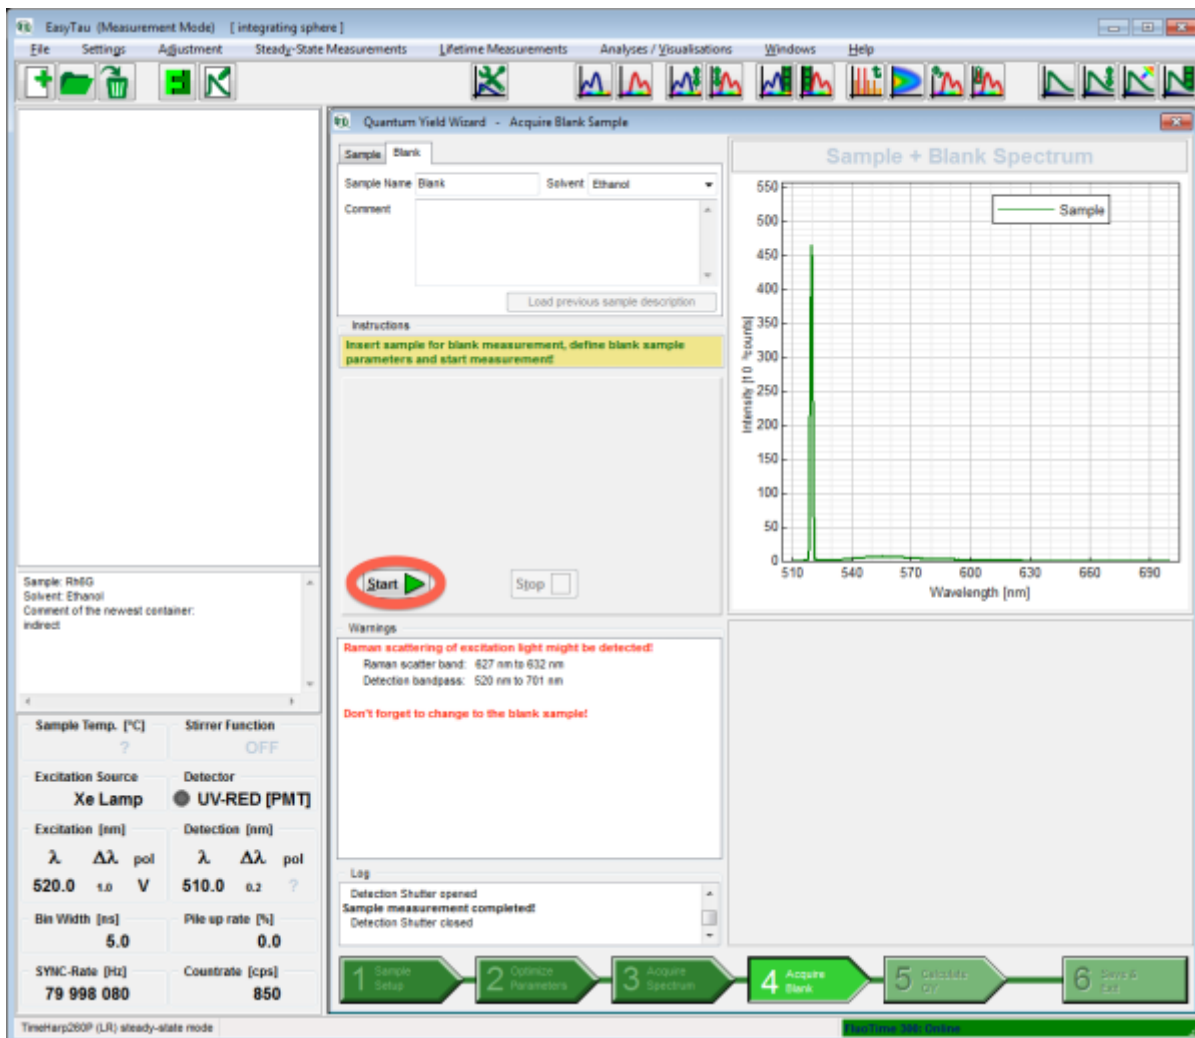 EasyTau (Measurement Mode) [ integrating sphere ]
File Settings Adjustment Steady-State Measurements Lifetime Measurements Analyses / Visualisations Windows Help
Quantum Yield Wizard - Acquire Blank Sample
Sample Blank
Sample Name Blank Solvent Ethanol
Comment
Load previous sample description
Instructions
Insert sample for blank measurement, define blank sample
parameters and start measurement!
Start Stop
Warnings
Raman scattering of excitation light might be detected!
Raman scatter band: 627 nm to 632 nm
Detection bandpass: 520 nm to 701 nm
Don't forget to change to the blank sample!
Log
Detection Shutter opened
Sample measurement completed!
Detection Shutter closed
Sample + Blank Spectrum
Sample
550
500
450
400
350
300
250
200
150
100
50
0
Intensity [10 ³counts]
510 540 570 600 630 660 690
Wavelength [nm]
Sample: Rh6G
Solvent: Ethanol
Comment of the newest container:
indirect
Sample Temp. [°C] Stirrer Function
? OFF
Excitation Source Detector
Xe Lamp UV-RED [PMT]
Excitation [nm] Detection [nm]
λ Δλ pol λ Δλ pol
520.0 1.0 V 510.0 0.2 ?
Bin Width [ns] Pile up rate [%]
5.0 0.0
SYNC-Rate [Hz] Countrate [cps]
79 998 080 850
1 Sample Setup
2 Optimize Parameters
3 Acquire Spectrum
4 Acquire Blank
5 Calculate QY
6 Save & Exit
TimeHarp260P (LR) steady-state mode
FluoTime 300: Online